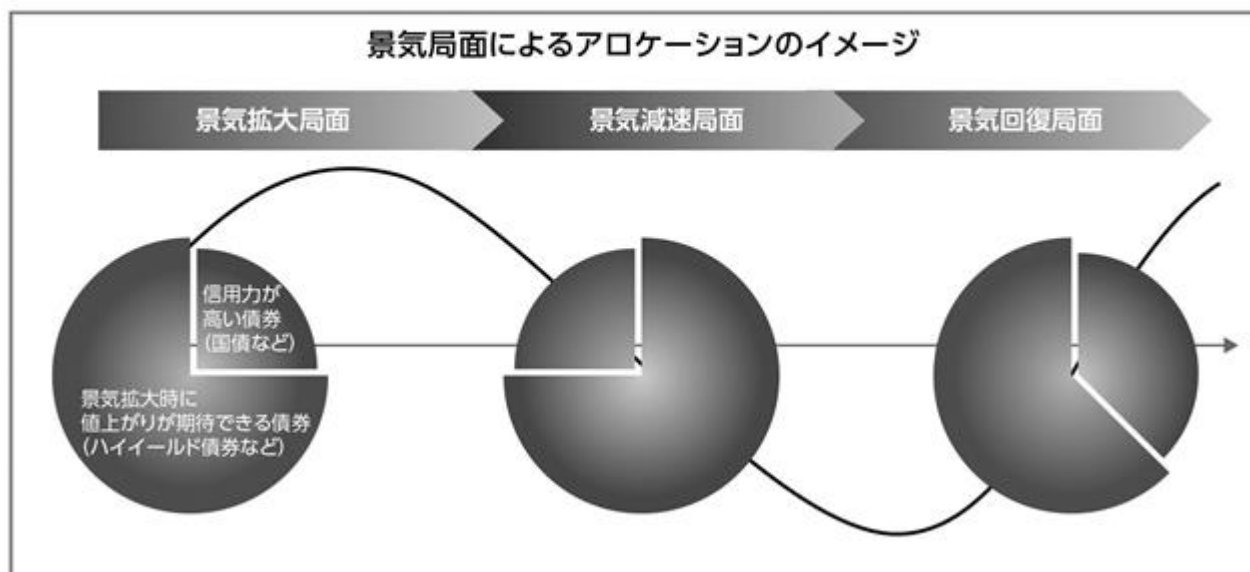 景気局面によるアロケーションのイメージ
景気拡大局面
景気減速局面
景気回復局面
信用力が
高い債券
(国債など)
景気拡大時に
値上がりが期待できる債券
(ハイイールド債券など)